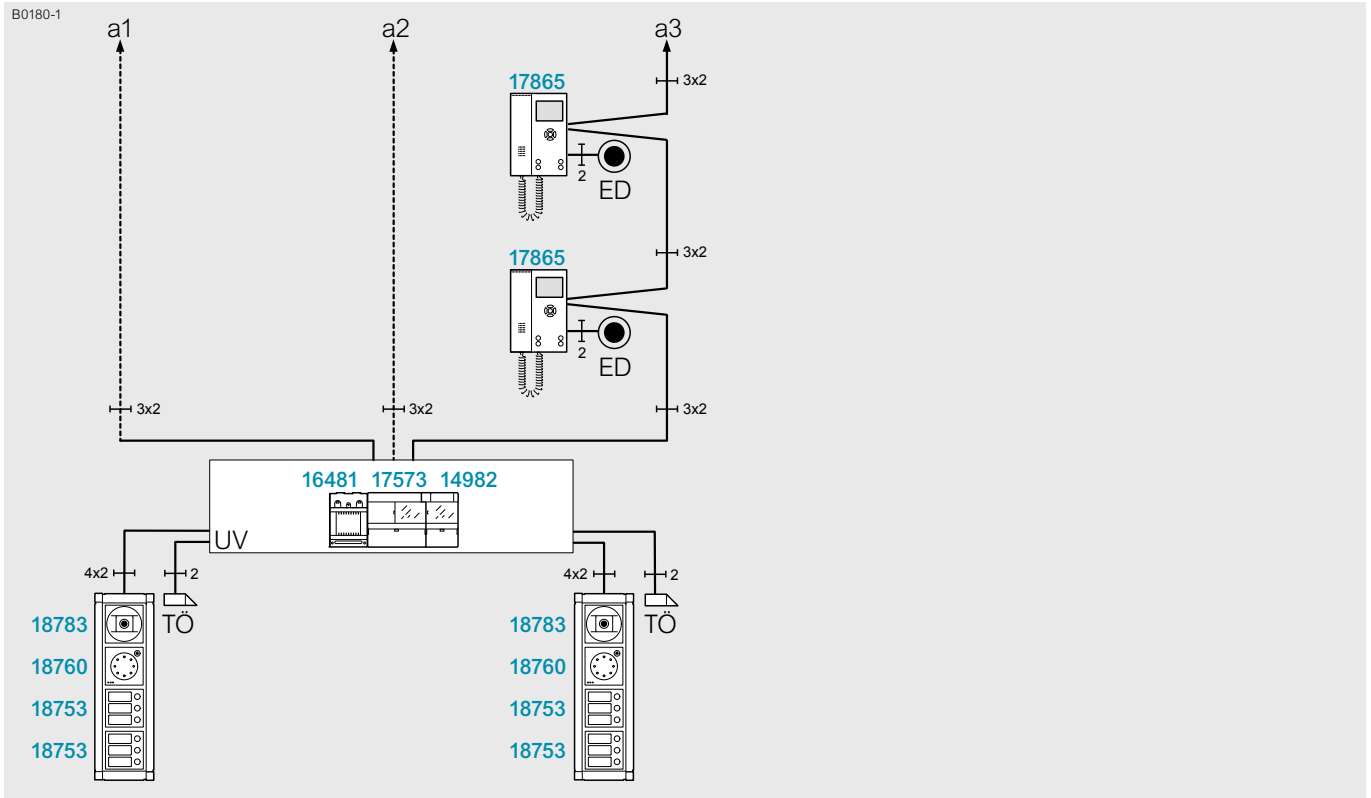 B0180-1
a1 a2 a3
3x2
17865
2
ED
3x2
17865
2
ED
3x2 3x2 3x2
16481 17573 14982
UV
4x2 2 4x2 2
18783 TÖ 18783 TÖ
18760 18760
18753 18753
18753 18753